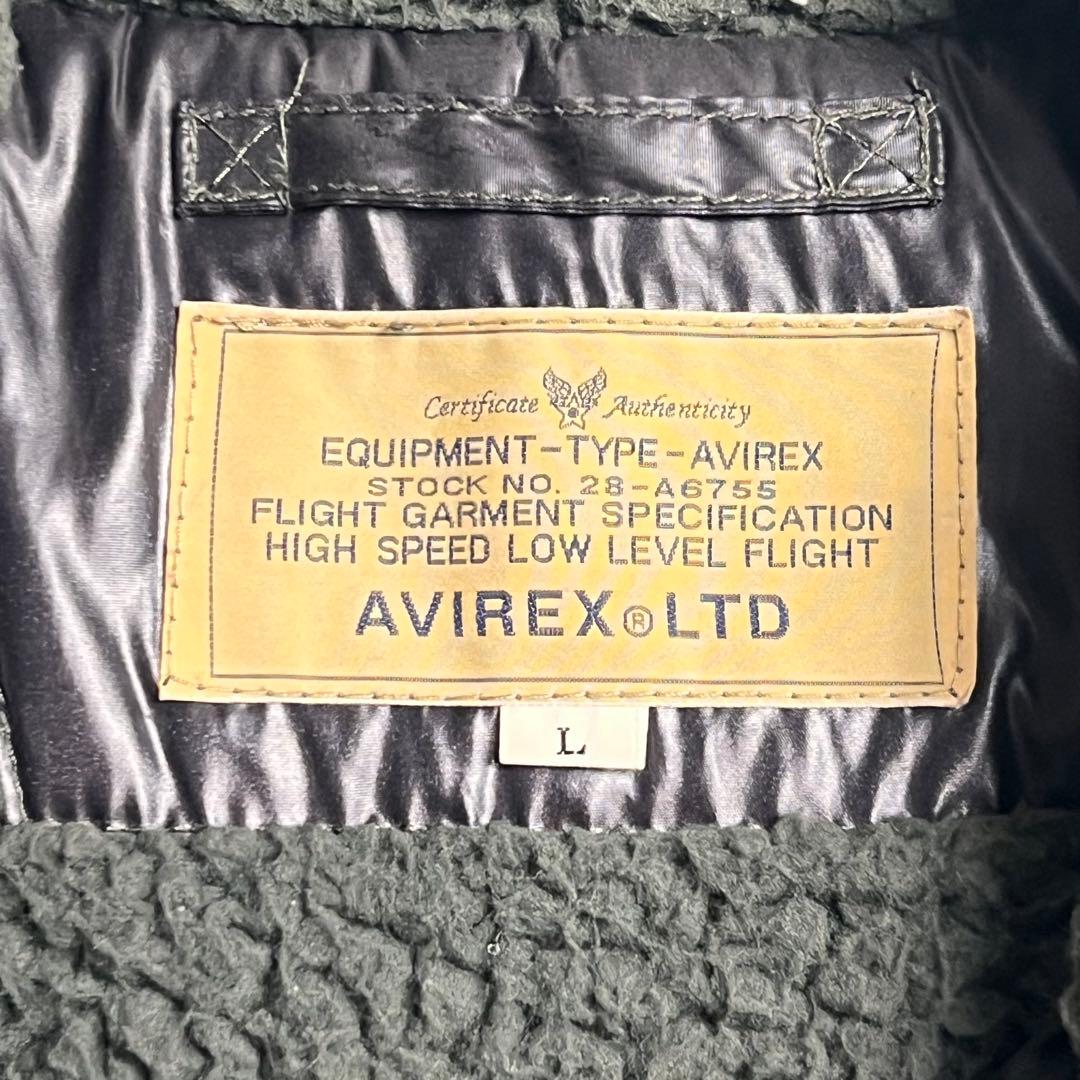 Certificate Authenticity
EQUIPMENT-TYPE-AVIREX
STOCK NO. 28-A6755
FLIGHT GARMENT SPECIFICATION
HIGH SPEED LOW LEVEL FLIGHT
AVIREX®LTD
L